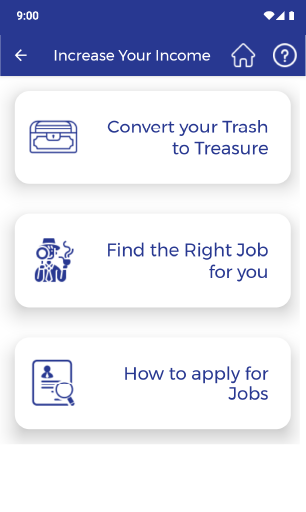 9:00
Increase Your Income
?
Convert your Trash
to Treasure
Find the Right Job
for you
How to apply for
Jobs